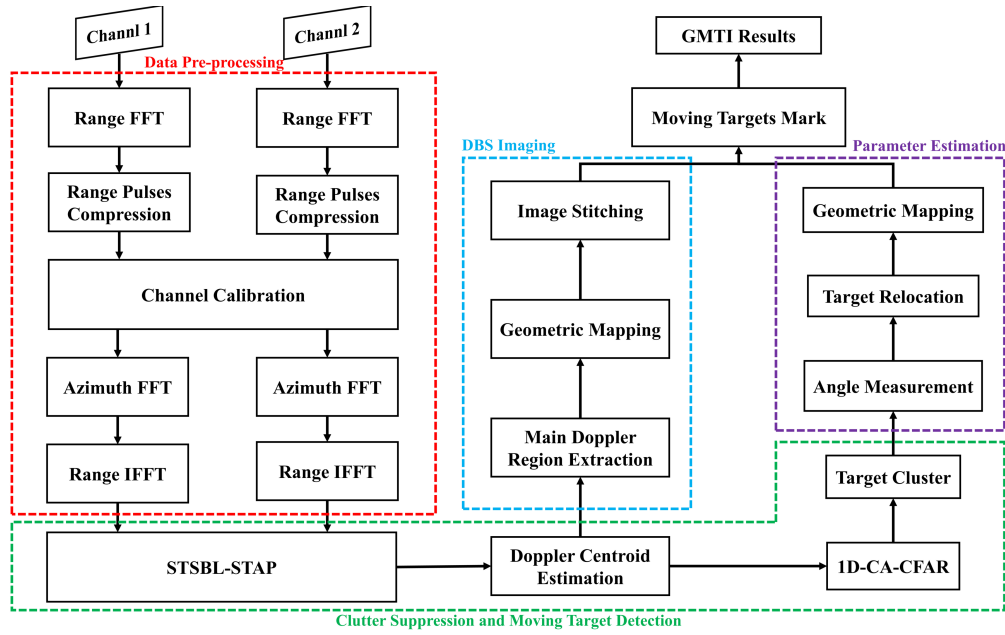 Channl 1
Channl 2
Data Pre-processing
Range FFT
Range FFT
Range Pulses
Compression
Range Pulses
Compression
Channel Calibration
Azimuth FFT
Azimuth FFT
Range IFFT
Range IFFT
STSBL-STAP
Doppler Centroid
Estimation
1D-CA-CFAR
Target Cluster
Clutter Suppression and Moving Target Detection
DBS Imaging
Image Stitching
Geometric Mapping
Main Doppler
Region Extraction
Parameter Estimation
Geometric Mapping
Target Relocation
Angle Measurement
Moving Targets Mark
GMTI Results